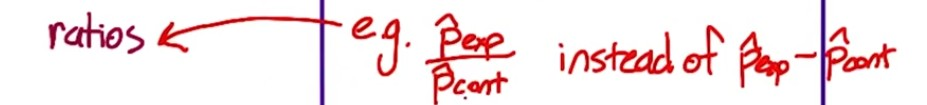 ratios e.g. p̂exp/p̂cont instead of p̂exp - p̂cont